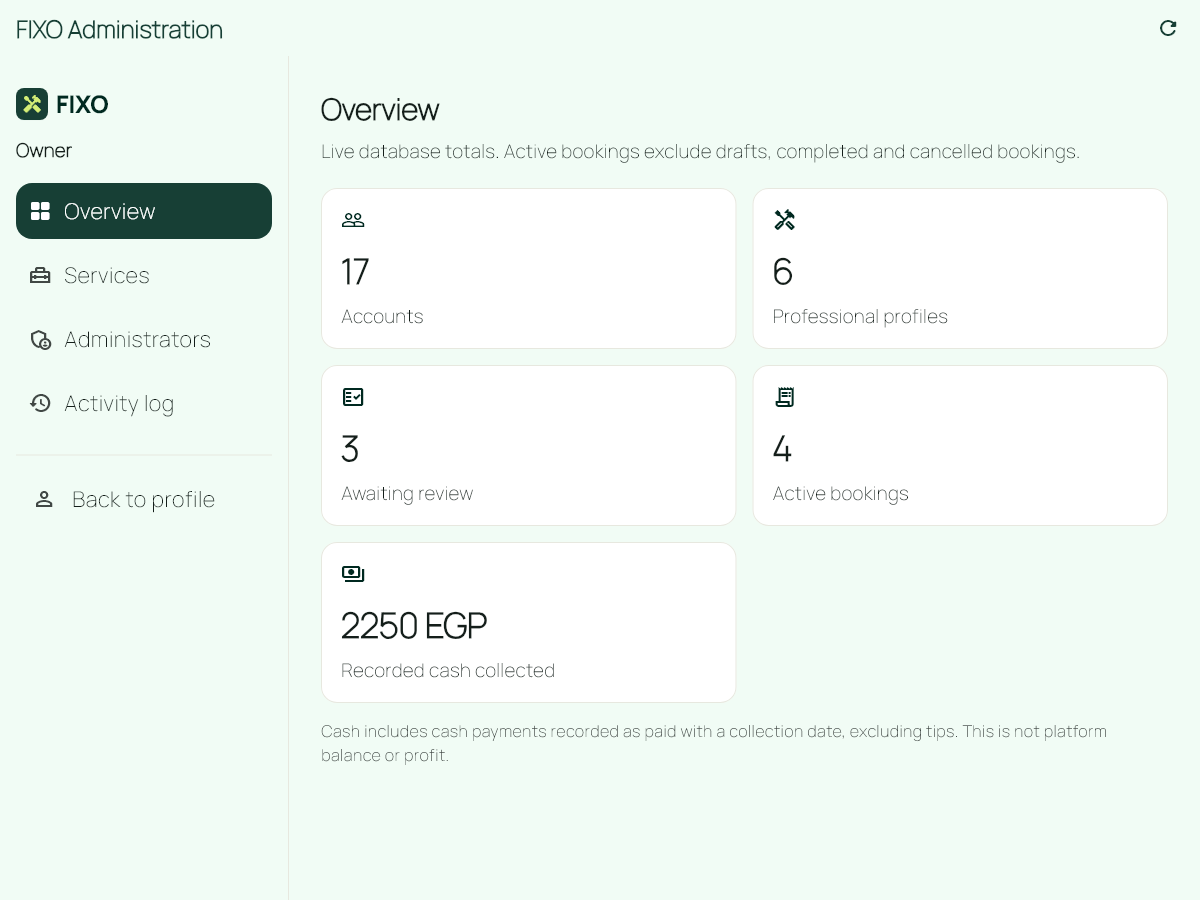 FIXO Administration
FIXO
Owner
Overview
Services
Administrators
Activity log
Back to profile
Overview
Live database totals. Active bookings exclude drafts, completed and cancelled bookings.
17
Accounts
6
Professional profiles
3
Awaiting review
4
Active bookings
2250 EGP
Recorded cash collected
Cash includes cash payments recorded as paid with a collection date, excluding tips. This is not platform
balance or profit.